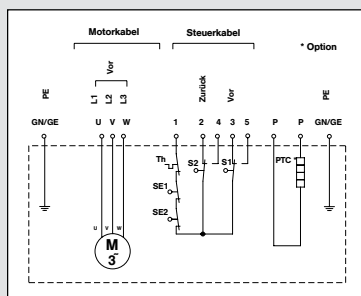 Motorkabel Steuerkabel
* Option
Vor
Zurück Vor
PE L1 L2 L3 PE
GN/GE U V W 1 2 4 3 5 P P GN/GE
Th S2 S1 PTC *
SE1
SE2
U V W
M
3~